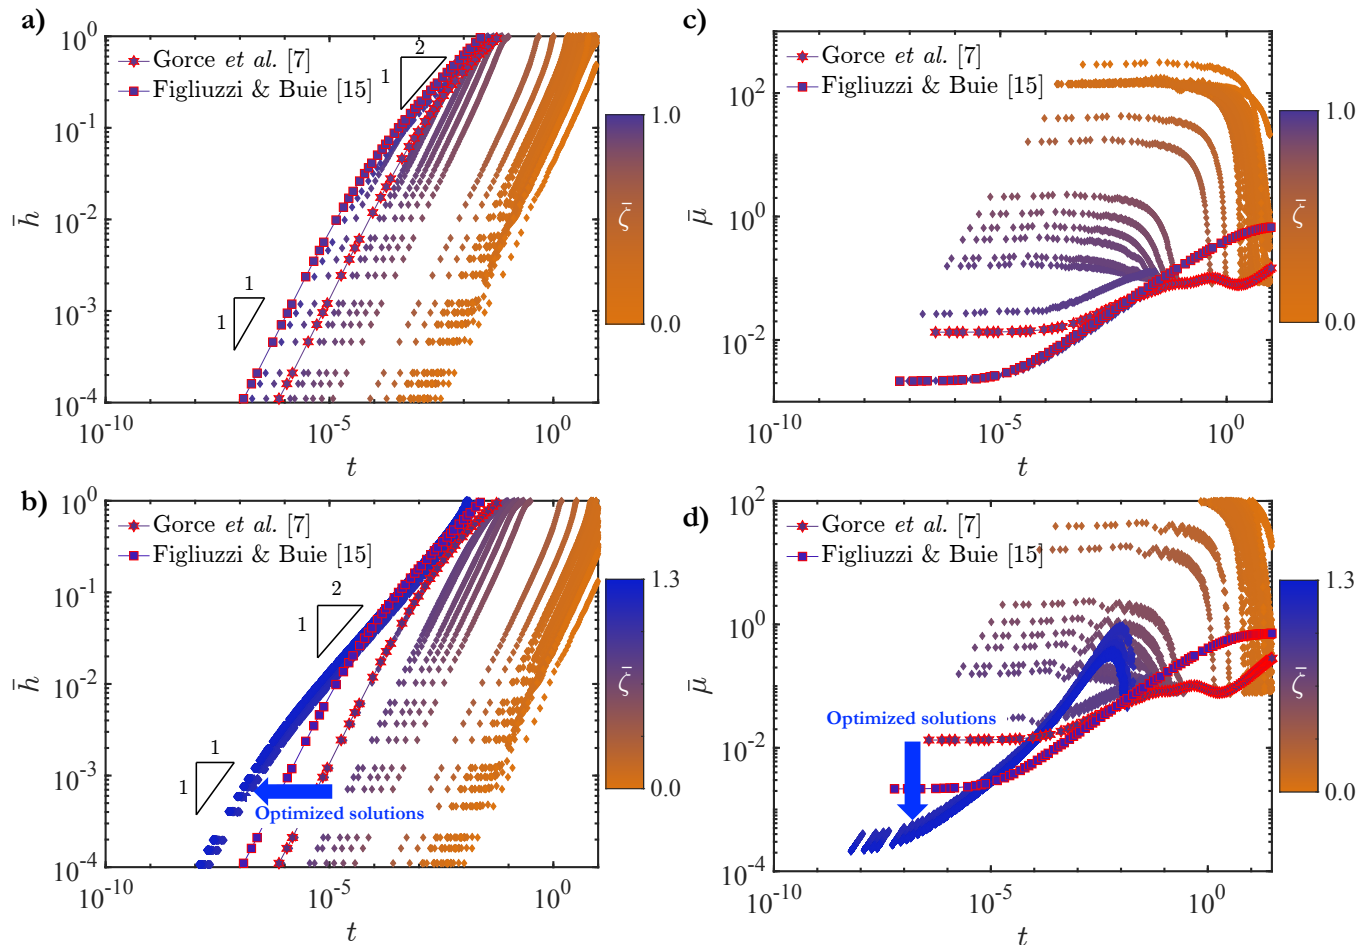 a)
10^0
10^-1
10^-2
10^-3
10^-4
h̄
Gorce et al. [7]
Figliuzzi & Buie [15]
2
1
1
1
10^-10
10^-5
10^0
t
1.0
ζ̄
0.0
c)
10^2
10^0
10^-2
μ̄
Gorce et al. [7]
Figliuzzi & Buie [15]
10^-10
10^-5
10^0
t
1.0
ζ̄
0.0
b)
10^0
10^-1
10^-2
10^-3
10^-4
h̄
Gorce et al. [7]
Figliuzzi & Buie [15]
2
1
1
1
Optimized solutions
10^-10
10^-5
10^0
t
1.3
ζ̄
0.0
d)
10^2
10^0
10^-2
10^-4
μ̄
Gorce et al. [7]
Figliuzzi & Buie [15]
Optimized solutions
10^-10
10^-5
10^0
t
1.3
ζ̄
0.0